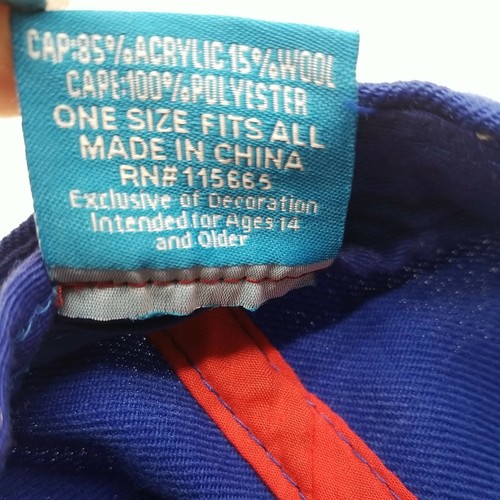 CAP:85%ACRYLIC 15%WOOL
CAPE:100%POLYESTER
ONE SIZE FITS ALL
MADE IN CHINA
RN#115665
Exclusive of Decoration
Intended for Ages 14
and Older